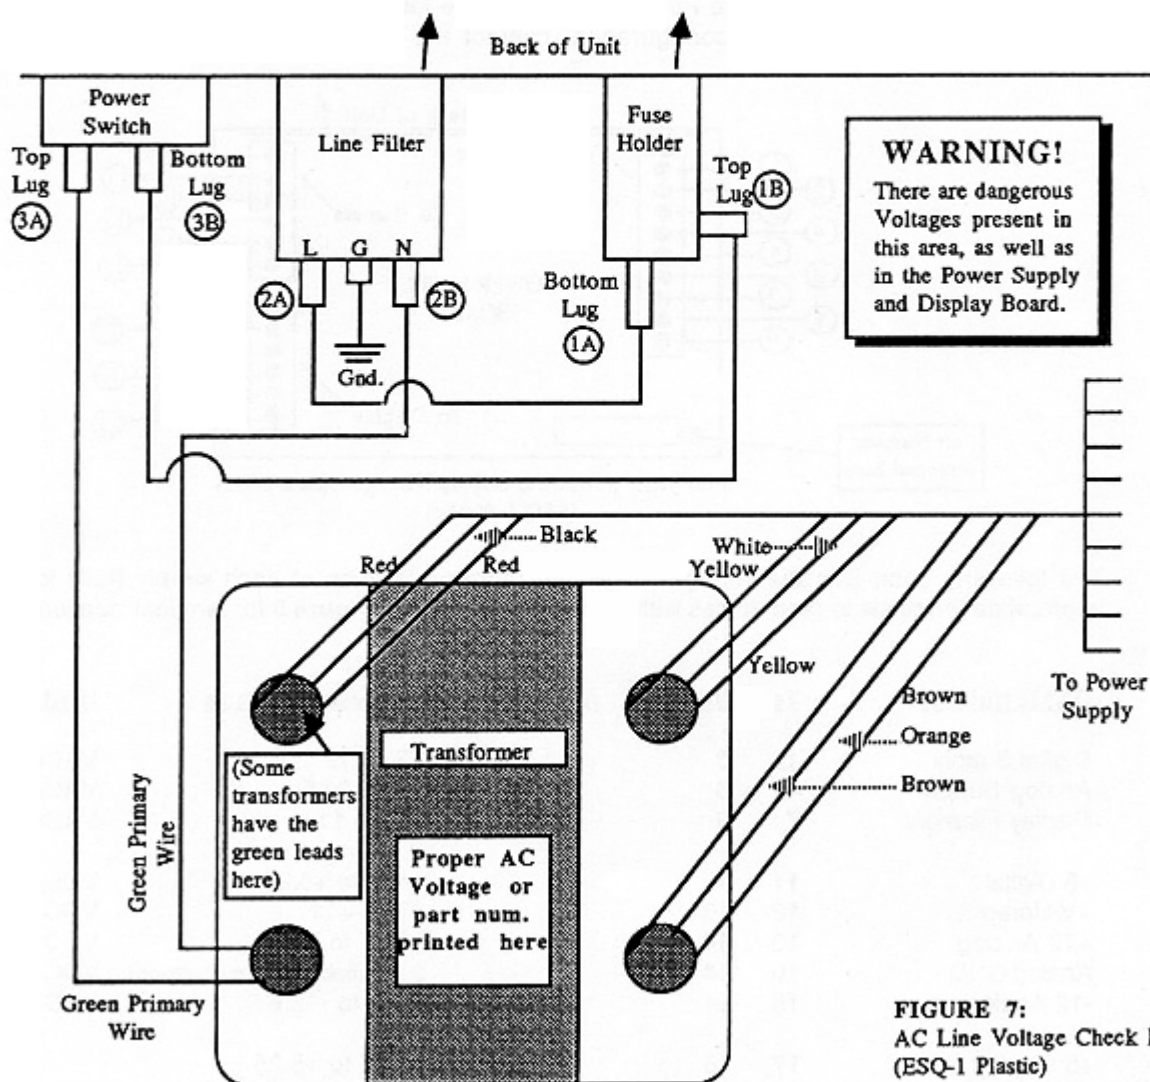 Back of Unit
Power
Switch
Line Filter
Fuse
Holder
Top
Lug
3A
Bottom
Lug
3B
Top
Lug
1B
L G N
2A
2B
Gnd.
Bottom
Lug
1A
WARNING!
There are dangerous
Voltages present in
this area, as well as
in the Power Supply
and Display Board.
Black
Red
Red
White
Yellow
Yellow
Brown
Orange
Brown
To Power
Supply
Transformer
(Some
transformers
have the
green leads
here)
Proper AC
Voltage or
part num.
printed here
Green Primary
Wire
Green Primary
Wire
FIGURE 7:
AC Line Voltage Check
(ESQ-1 Plastic)